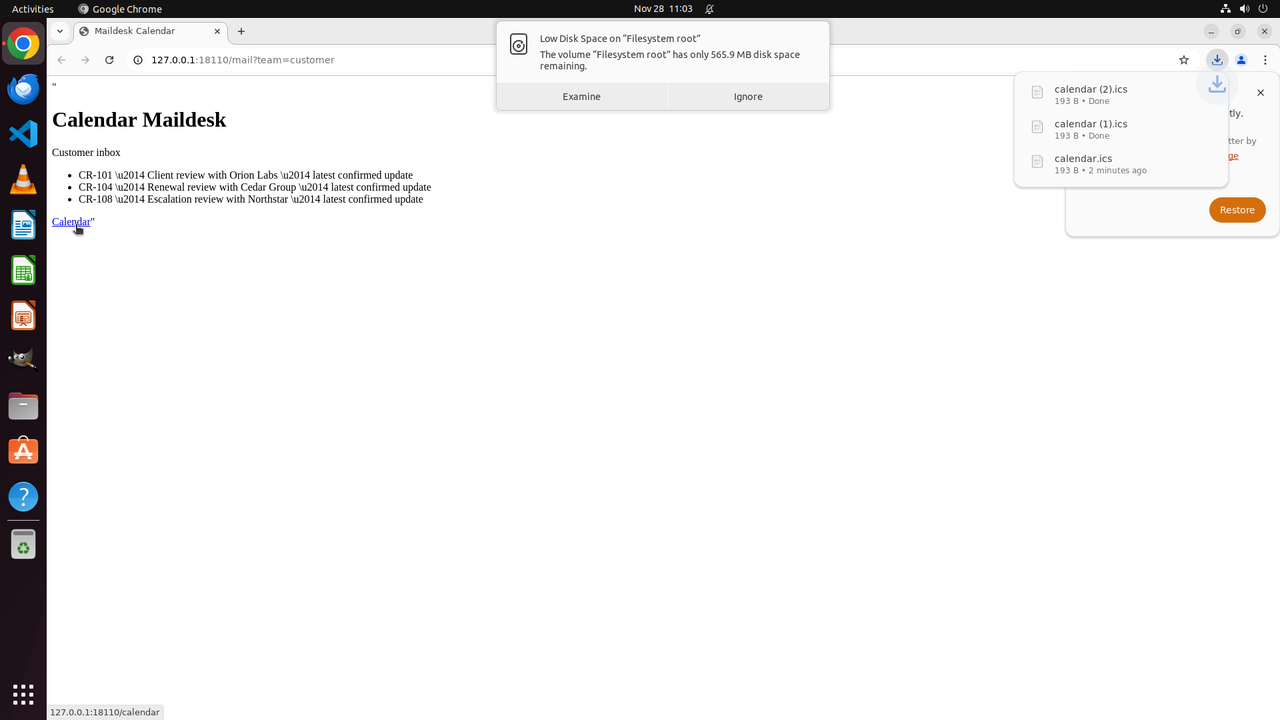 Activities
Google Chrome
Nov 28 11:03
Maildesk Calendar
127.0.0.1:18110/mail?team=customer
Low Disk Space on “Filesystem root”
The volume “Filesystem root” has only 565.9 MB disk space
remaining.
Examine
Ignore
calendar (2).ics
193 B • Done
calendar (1).ics
193 B • Done
calendar.ics
193 B • 2 minutes ago
tly.
tter by
ge
Restore
"
Calendar Maildesk
Customer inbox
• CR-101 \u2014 Client review with Orion Labs \u2014 latest confirmed update
• CR-104 \u2014 Renewal review with Cedar Group \u2014 latest confirmed update
• CR-108 \u2014 Escalation review with Northstar \u2014 latest confirmed update
Calendar"
127.0.0.1:18110/calendar